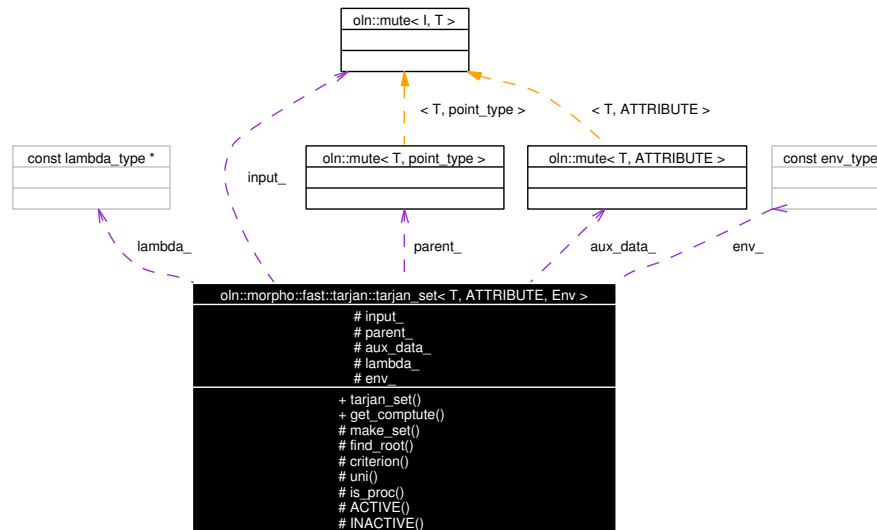 oln::mute< I, T >
< T, point_type >
< T, ATTRIBUTE >
const lambda_type *
oln::mute< T, point_type >
oln::mute< T, ATTRIBUTE >
const env_type
input_
lambda_
parent_
aux_data_
env_
oln::morpho::fast::tarjan::tarjan_set< T, ATTRIBUTE, Env >
# input_
# parent_
# aux_data_
# lambda_
# env_
+ tarjan_set()
+ get_comptute()
# make_set()
# find_root()
# criterion()
# uni()
# is_proc()
# ACTIVE()
# INACTIVE()